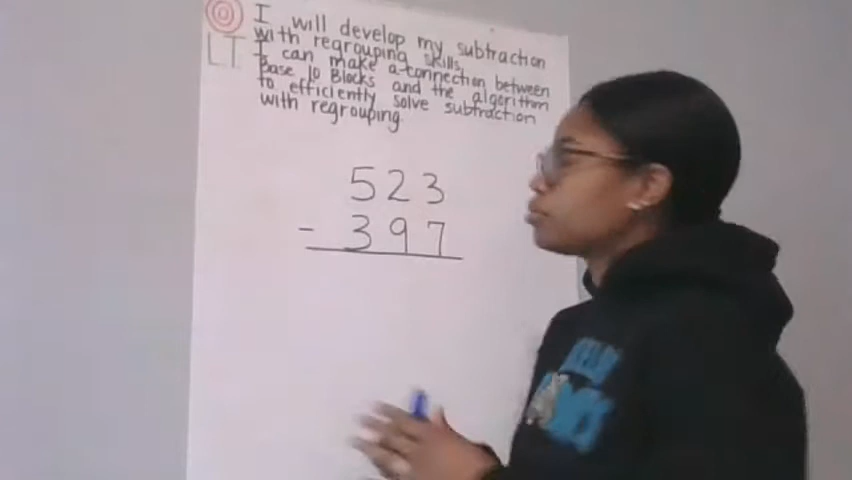 I will develop my subtraction
with regrouping skills.
LT I can make a connection between
Base 10 Blocks and the algorithm
to efficiently solve subtraction
with regrouping.
523
- 397